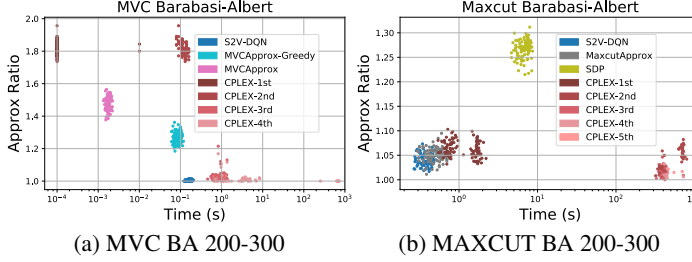 MVC Barabasi-Albert
Approx Ratio
2.0
1.8
1.6
1.4
1.2
1.0
S2V-DQN
MVCApprox-Greedy
MVCApprox
CPLEX-1st
CPLEX-2nd
CPLEX-3rd
CPLEX-4th
10⁻⁴ 10⁻³ 10⁻² 10⁻¹ 10⁰ 10¹ 10² 10³
Time (s)
(a) MVC BA 200-300
Maxcut Barabasi-Albert
Approx Ratio
1.30
1.25
1.20
1.15
1.10
1.05
1.00
S2V-DQN
MaxcutApprox
SDP
CPLEX-1st
CPLEX-2nd
CPLEX-3rd
CPLEX-4th
CPLEX-5th
10⁰ 10¹ 10²
Time (s)
(b) MAXCUT BA 200-300